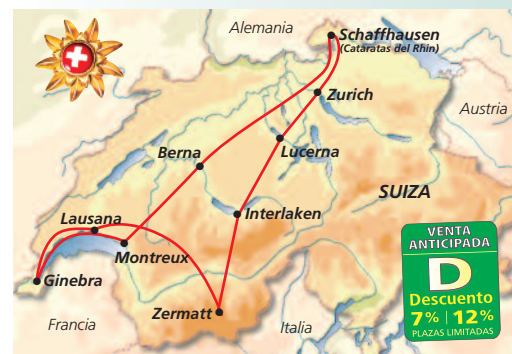 Alemania
Schaffhausen
(Cataratas del Rhin)
Zurich
Austria
Berna
Lucerna
SUIZA
Lausana
Interlaken
Montreux
Ginebra
Zermatt
Francia
Italia
VENTA
ANTICIPADA
D
Descuento
7% | 12%
PLAZAS LIMITADAS